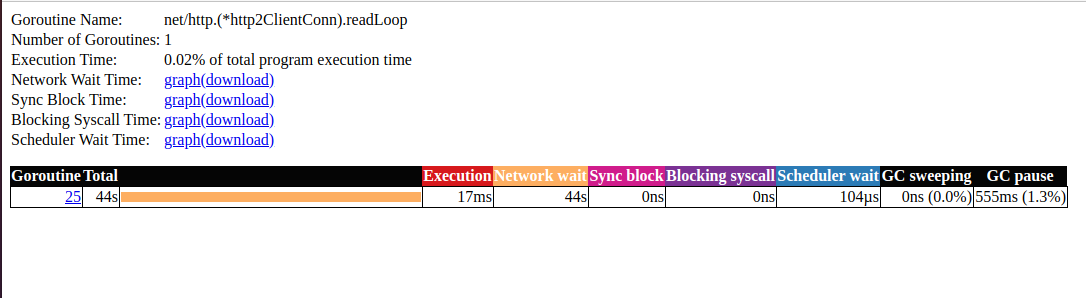 Goroutine Name: net/http.(*http2ClientConn).readLoop
Number of Goroutines: 1
Execution Time: 0.02% of total program execution time
Network Wait Time: graph(download)
Sync Block Time: graph(download)
Blocking Syscall Time: graph(download)
Scheduler Wait Time: graph(download)
Goroutine Total Execution Network wait Sync block Blocking syscall Scheduler wait GC sweeping GC pause
25 44s 17ms 44s 0ns 0ns 104µs 0ns (0.0%) 555ms (1.3%)